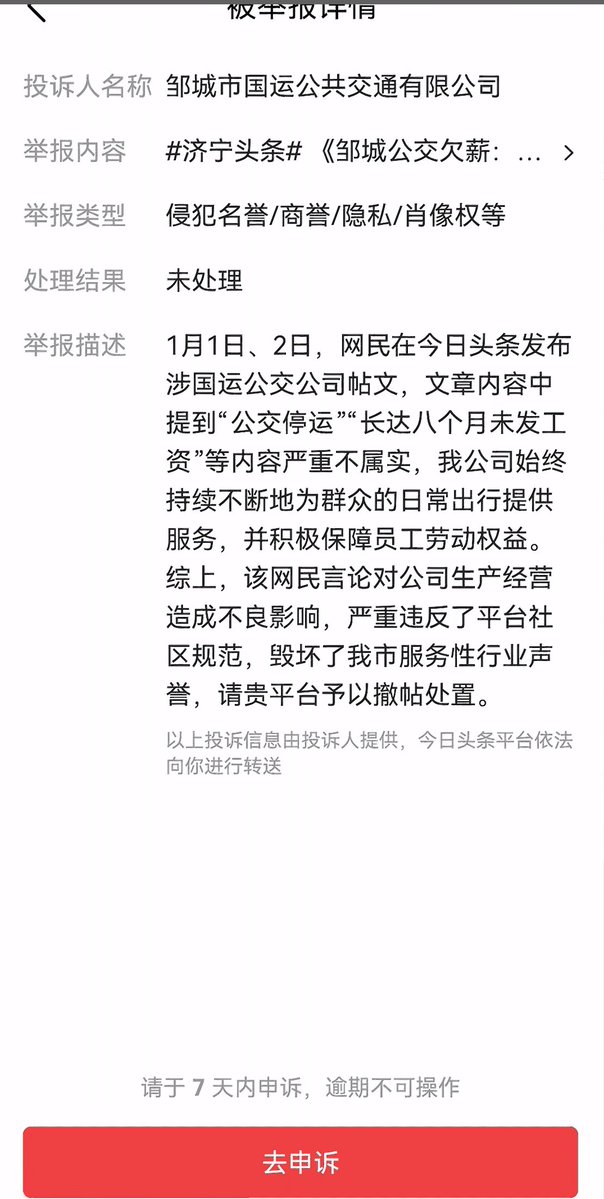 被举报详情
投诉人名称 邹城市国运公共交通有限公司
举报内容 #济宁头条# 《邹城公交欠薪：...
举报类型 侵犯名誉/商誉/隐私/肖像权等
处理结果 未处理
举报描述 1月1日、2日，网民在今日头条发布
涉国运公交公司帖文，文章内容中
提到“公交停运”“长达八个月未发工
资”等内容严重不属实，我公司始终
持续不断地为群众的日常出行提供
服务，并积极保障员工劳动权益。
综上，该网民言论对公司生产经营
造成不良影响，严重违反了平台社
区规范，毁坏了我市服务性行业声
誉，请贵平台予以撤帖处置。
以上投诉信息由投诉人提供，今日头条平台依法
向你进行转送
请于 7 天内申诉，逾期不可操作
去申诉